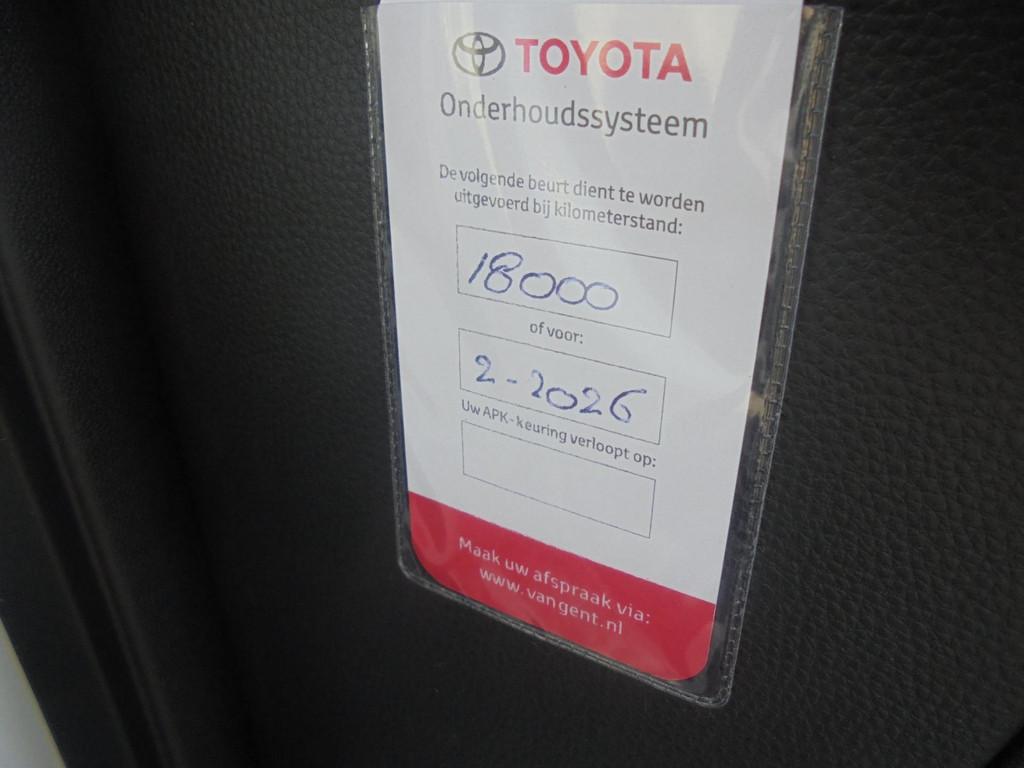 TOYOTA
Onderhoudssysteem
De volgende beurt dient te worden
uitgevoerd bij kilometerstand:
18000
of voor:
2-2026
Uw APK-keuring verloopt op:
Maak uw afspraak via:
www.vangent.nl